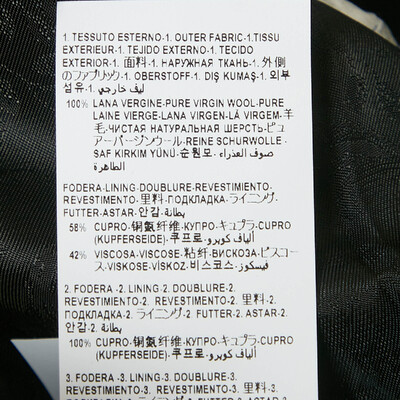 1. TESSUTO ESTERNO-1. OUTER FABRIC-1.TISSU
EXTERIEUR-1. TEJIDO EXTERNO-1. TECIDO
EXTERIOR-1. 面料-1. НАРУЖНАЯ ТКАНЬ-1. 外側
のファブリック-1. OBERSTOFF-1. DIŞ KUMAŞ-1. 외부
섬유-1. ليف خارجي
100% LANA VERGINE-PURE VIRGIN WOOL-PURE
LAINE VIERGE-LANA VIRGEN-LÃ VIRGEM-羊
毛-ЧИСТАЯ НАТУРАЛЬНАЯ ШЕРСТЬ-ピュ
アーバージンウール-REINE SCHURWOLLE-
SAF KIRKIM YÜNÜ-순원모-صوف العذراء
الطاهرة
FODERA-LINING-DOUBLURE-REVESTIMIENTO-
REVESTIMENTO-里料-ПОДКЛАДКА-ライニング-
FUTTER-ASTAR-안감-بطانة
58% CUPRO-铜氨纤维-КУПРО-キュプラ-CUPRO
(KUPFERSEIDE)-쿠프로-ألياف كوبرو
42% VISCOSA-VISCOSE-粘纤-ВИСКОЗА-ビスコー
ス-VISKOSE-VİSKOZ-비스코스-فيسكوز
2. FODERA-2. LINING-2. DOUBLURE-2.
REVESTIMIENTO-2. REVESTIMENTO-2. 里料-2.
ПОДКЛАДКА-2. ライニング-2. FUTTER-2. ASTAR-2.
안감-2. بطانة
100% CUPRO-铜氨纤维-КУПРО-キュプラ-CUPRO
(KUPFERSEIDE)-쿠프로-ألياف كوبرو
3. FODERA-3. LINING-3. DOUBLURE-3.
REVESTIMIENTO-3. REVESTIMENTO-3. 里料-3.